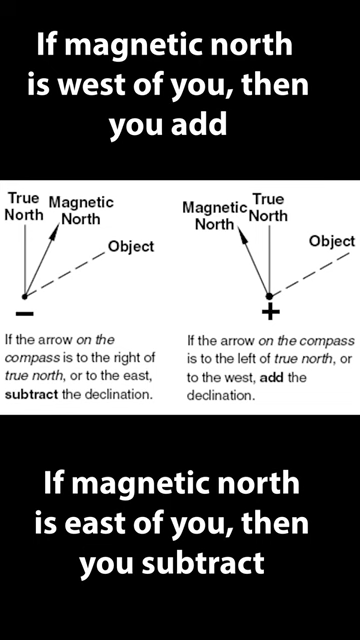 If magnetic north
is west of you, then
you add
True
North
Magnetic
North
Object
−
If the arrow on the
compass is to the right of
true north, or to the east,
subtract the declination.
Magnetic
North
True
North
Object
+
If the arrow on the compass
is to the left of true north, or
to the west, add the
declination.
If magnetic north
is east of you, then
you subtract